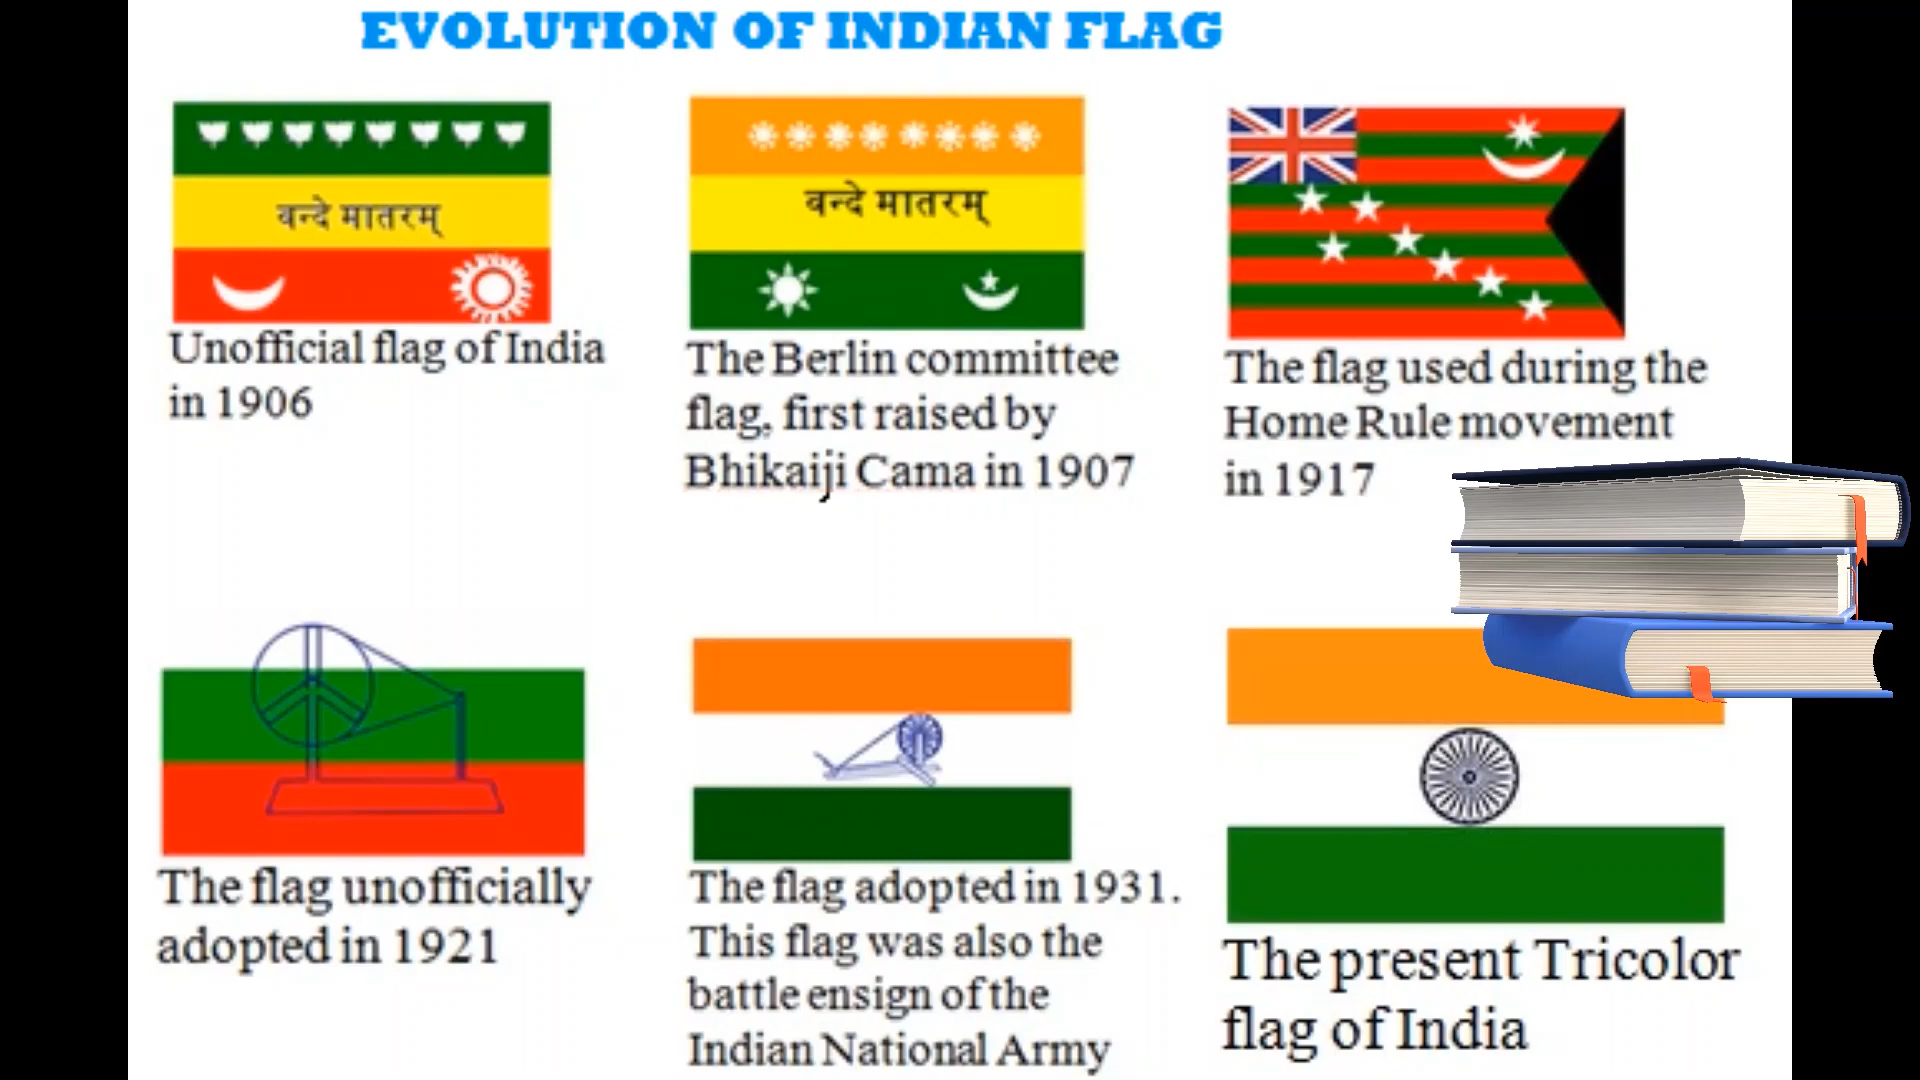 EVOLUTION OF INDIAN FLAG
वन्दे मातरम्
Unofficial flag of India
in 1906
वन्दे मातरम्
The Berlin committee
flag, first raised by
Bhikaiji Cama in 1907
The flag used during the
Home Rule movement
in 1917
The flag unofficially
adopted in 1921
The flag adopted in 1931.
This flag was also the
battle ensign of the
Indian National Army
The present Tricolor
flag of India